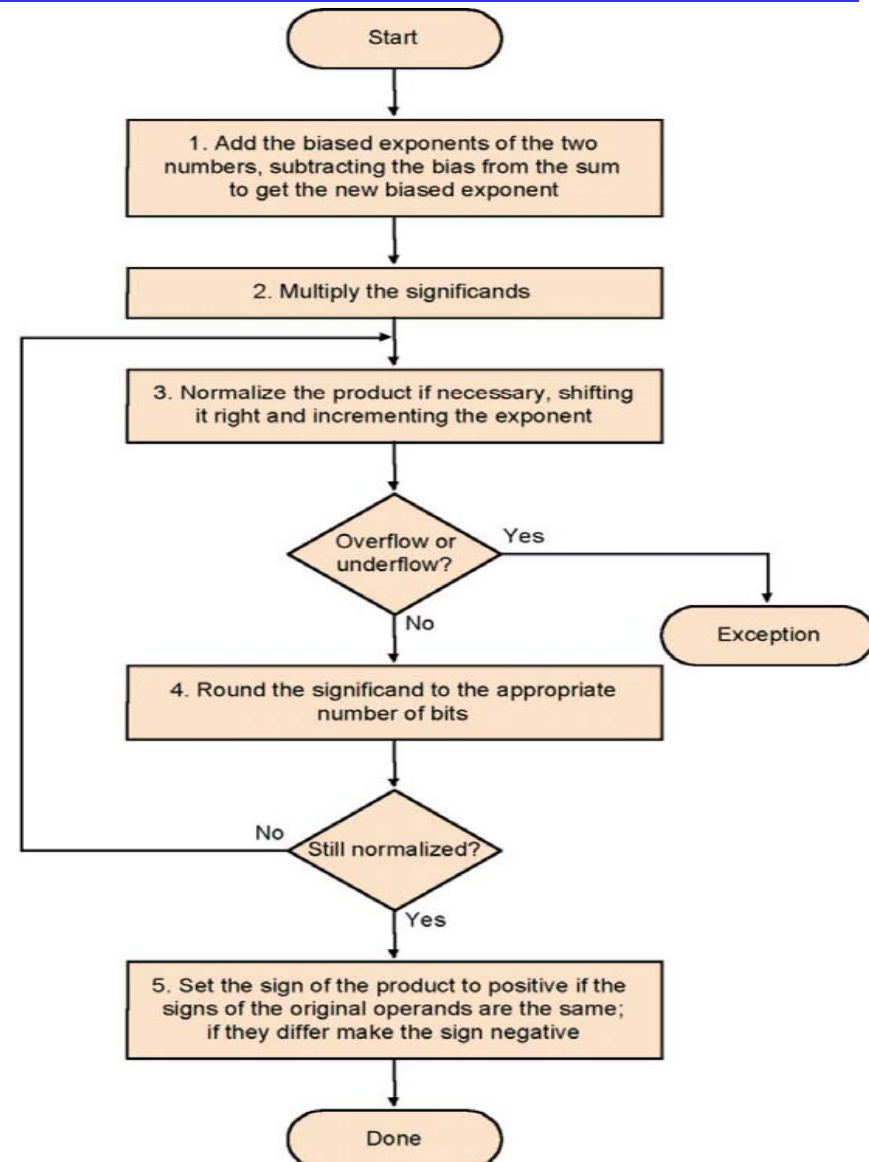 Start
1. Add the biased exponents of the two
numbers, subtracting the bias from the sum
to get the new biased exponent
2. Multiply the significands
3. Normalize the product if necessary, shifting
it right and incrementing the exponent
Overflow or
underflow?
Yes
No
Exception
4. Round the significand to the appropriate
number of bits
No
Still normalized?
Yes
5. Set the sign of the product to positive if the
signs of the original operands are the same;
if they differ make the sign negative
Done